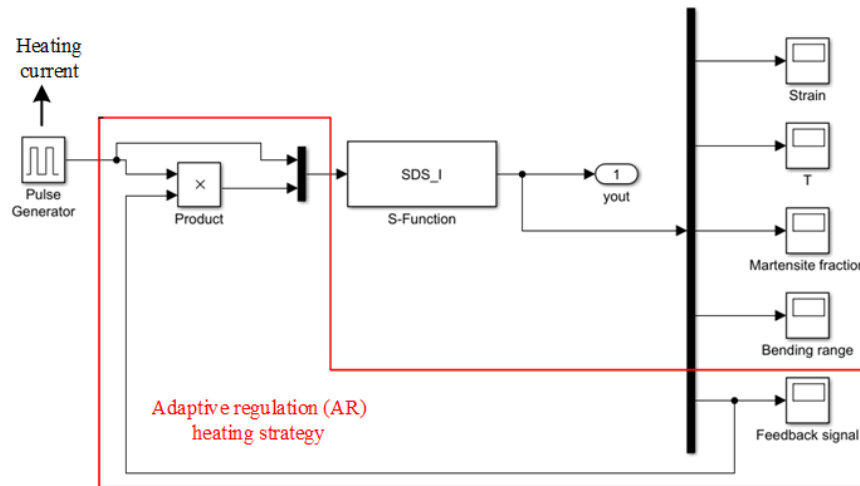 Heating
current
Pulse
Generator
×
Product
SDS_I
S-Function
1
yout
Strain
T
Martensite fraction
Bending range
Feedback signal
Adaptive regulation (AR)
heating strategy